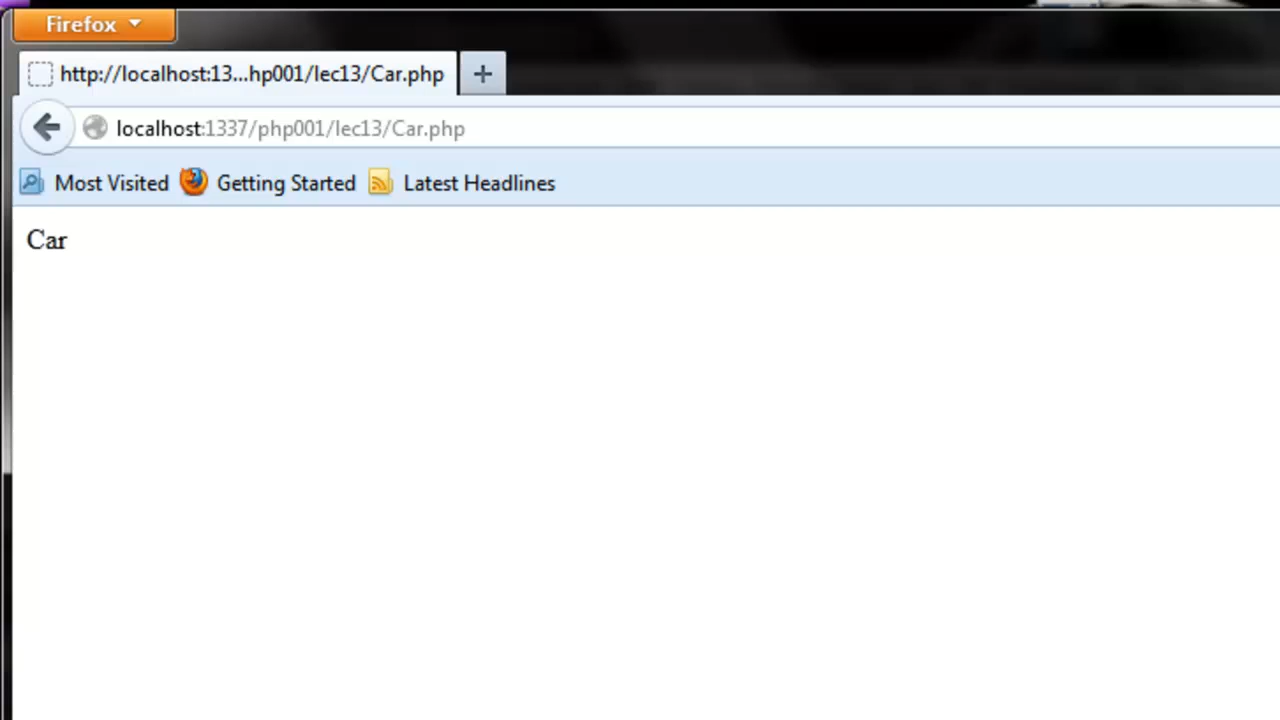 Firefox
http://localhost:13...hp001/lec13/Car.php
localhost:1337/php001/lec13/Car.php
Most Visited Getting Started Latest Headlines
Car